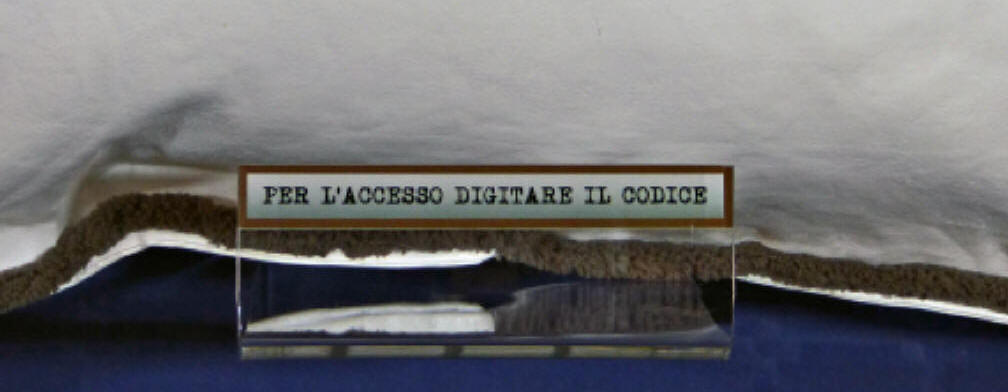 PER L'ACCESSO DIGITARE IL CODICE